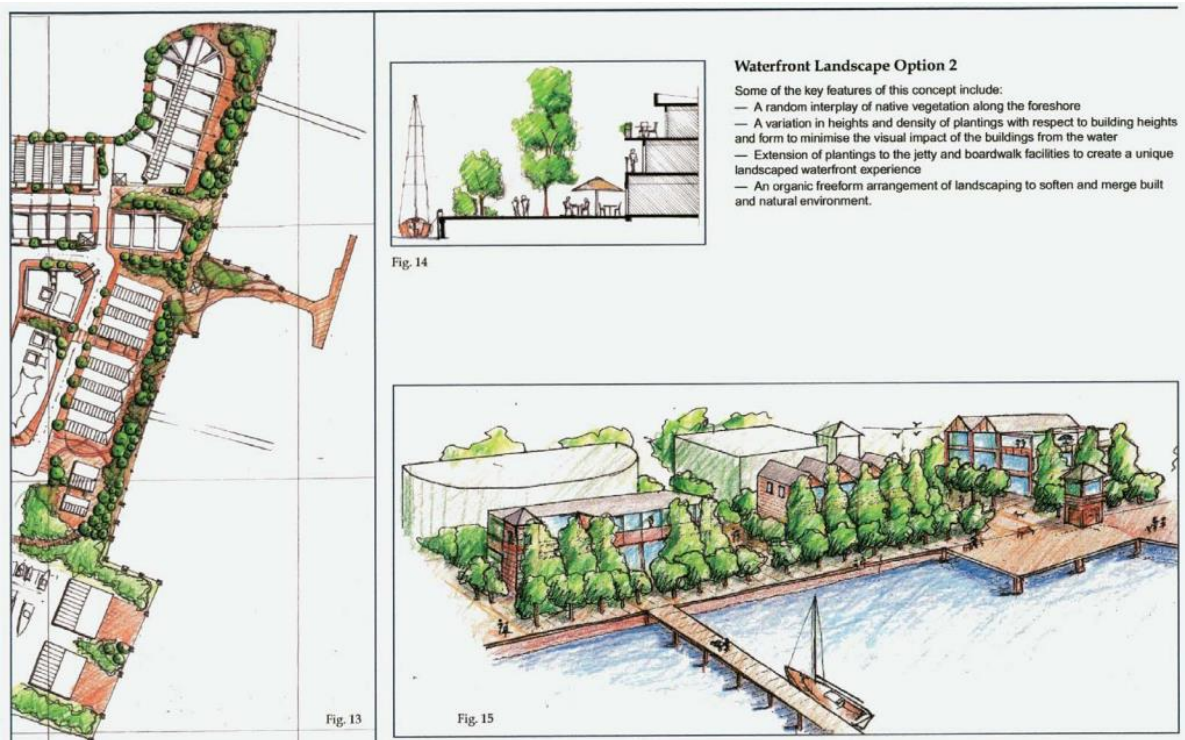 Waterfront Landscape Option 2
Some of the key features of this concept include:
— A random interplay of native vegetation along the foreshore
— A variation in heights and density of plantings with respect to building heights
and form to minimise the visual impact of the buildings from the water
— Extension of plantings to the jetty and boardwalk facilities to create a unique
landscaped waterfront experience
— An organic freeform arrangement of landscaping to soften and merge built
and natural environment.
Fig. 14
Fig. 13
Fig. 15